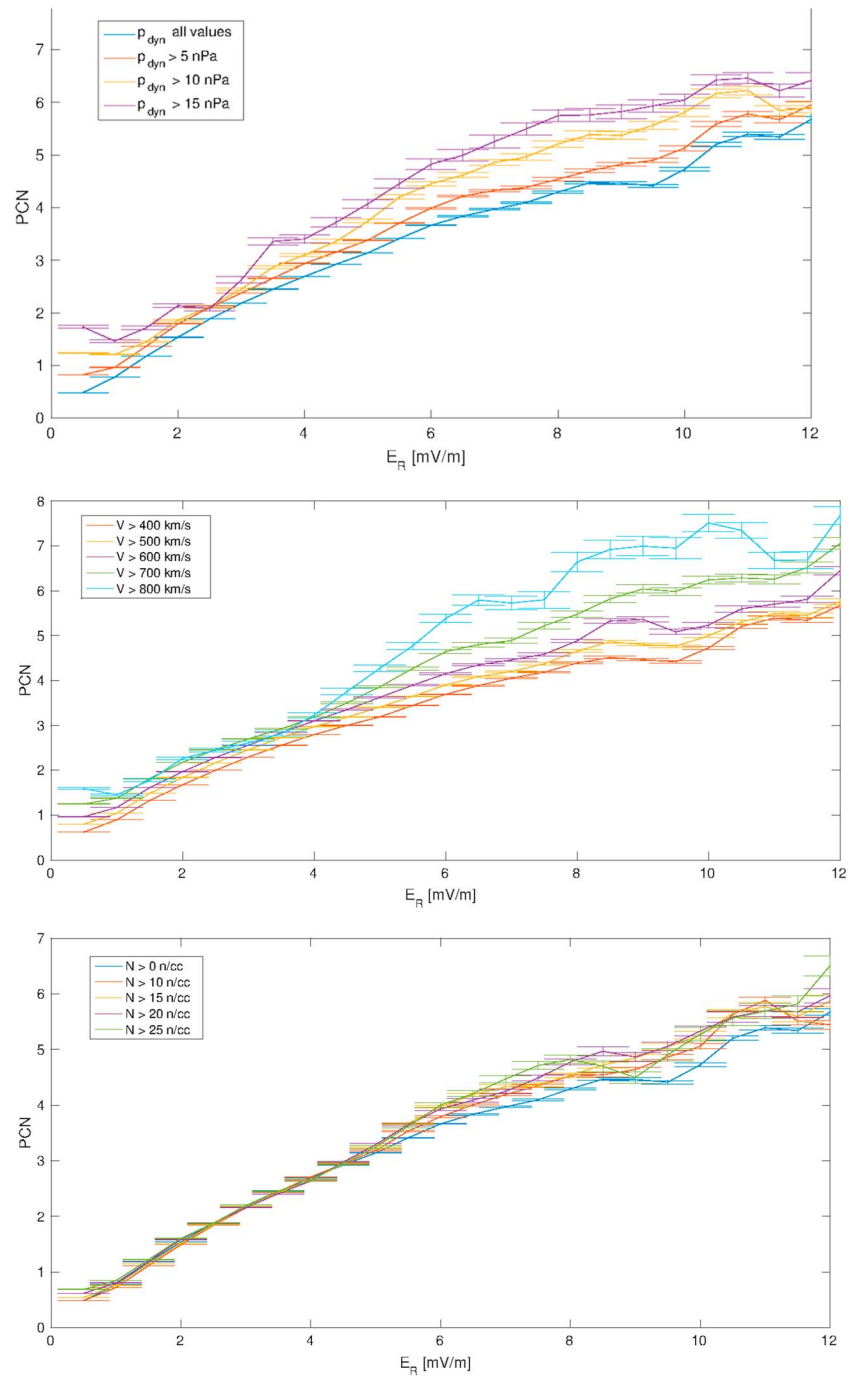 7
6
5
4
3
2
1
0
PCN
p_dyn all values
p_dyn > 5 nPa
p_dyn > 10 nPa
p_dyn > 15 nPa
0 2 4 6 8 10 12
E_R [mV/m]
8
7
6
5
4
3
2
1
0
PCN
V > 400 km/s
V > 500 km/s
V > 600 km/s
V > 700 km/s
V > 800 km/s
0 2 4 6 8 10 12
E_R [mV/m]
7
6
5
4
3
2
1
0
PCN
N > 0 n/cc
N > 10 n/cc
N > 15 n/cc
N > 20 n/cc
N > 25 n/cc
0 2 4 6 8 10 12
E_R [mV/m]